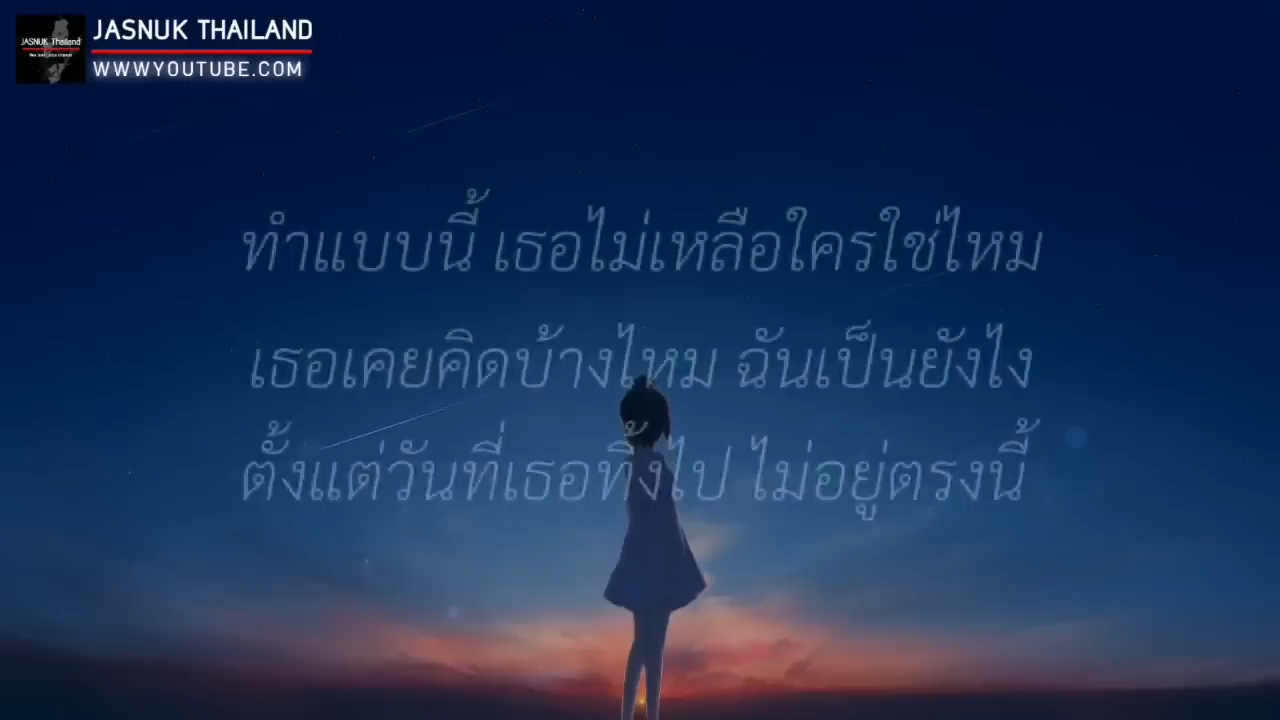 JASNUK THAILAND
WWWYOUTUBE.COM
JASNUK Thailand
ทำแบบนี้ เธอไม่เหลือใครใช่ไหม
เธอเคยคิดบ้างไหม ฉันเป็นยังไง
ตั้งแต่วันที่เธอทิ้งไป ไม่อยู่ตรงนี้